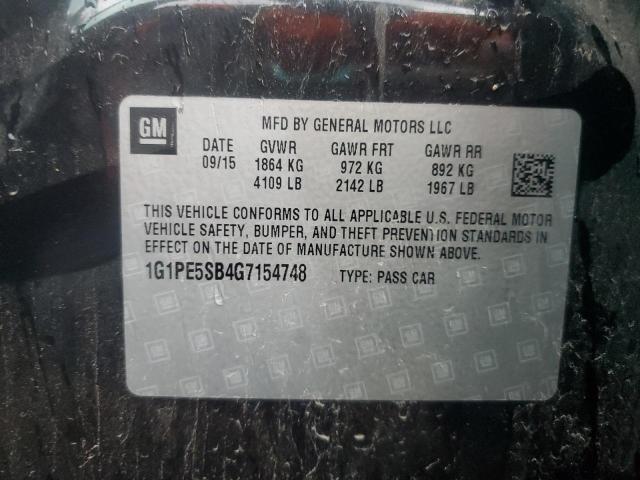 GM
MFD BY GENERAL MOTORS LLC
DATE GVWR GAWR FRT GAWR RR
09/15 1864 KG 972 KG 892 KG
4109 LB 2142 LB 1967 LB
THIS VEHICLE CONFORMS TO ALL APPLICABLE U.S. FEDERAL MOTOR
VEHICLE SAFETY, BUMPER, AND THEFT PREVENTION STANDARDS IN
EFFECT ON THE DATE OF MANUFACTURE SHOWN ABOVE.
1G1PE5SB4G7154748 TYPE: PASS CAR